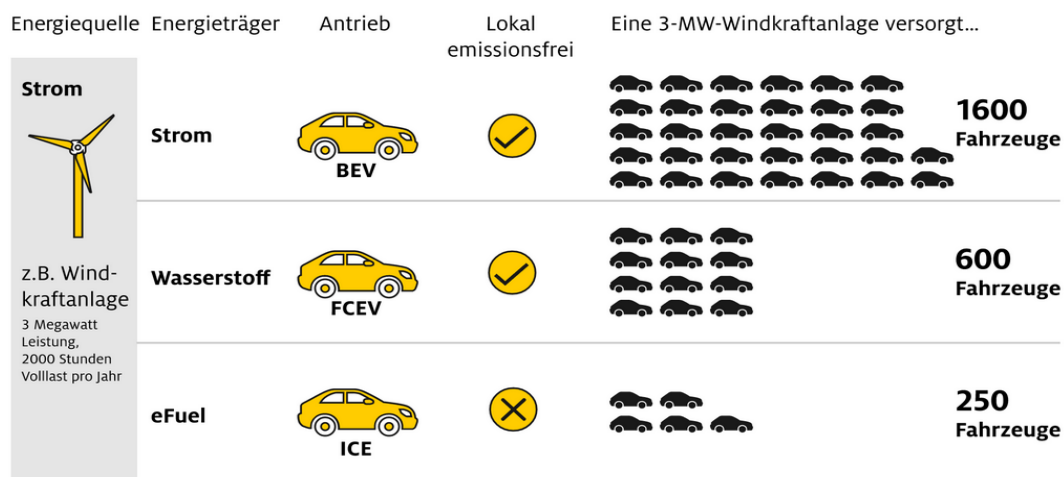 Energiequelle Energieträger Antrieb Lokal emissionsfrei Eine 3-MW-Windkraftanlage versorgt...
Strom
z.B. Wind-
kraftanlage
3 Megawatt
Leistung,
2000 Stunden
Volllast pro Jahr
Strom
BEV
1600
Fahrzeuge
Wasserstoff
FCEV
600
Fahrzeuge
eFuel
ICE
250
Fahrzeuge